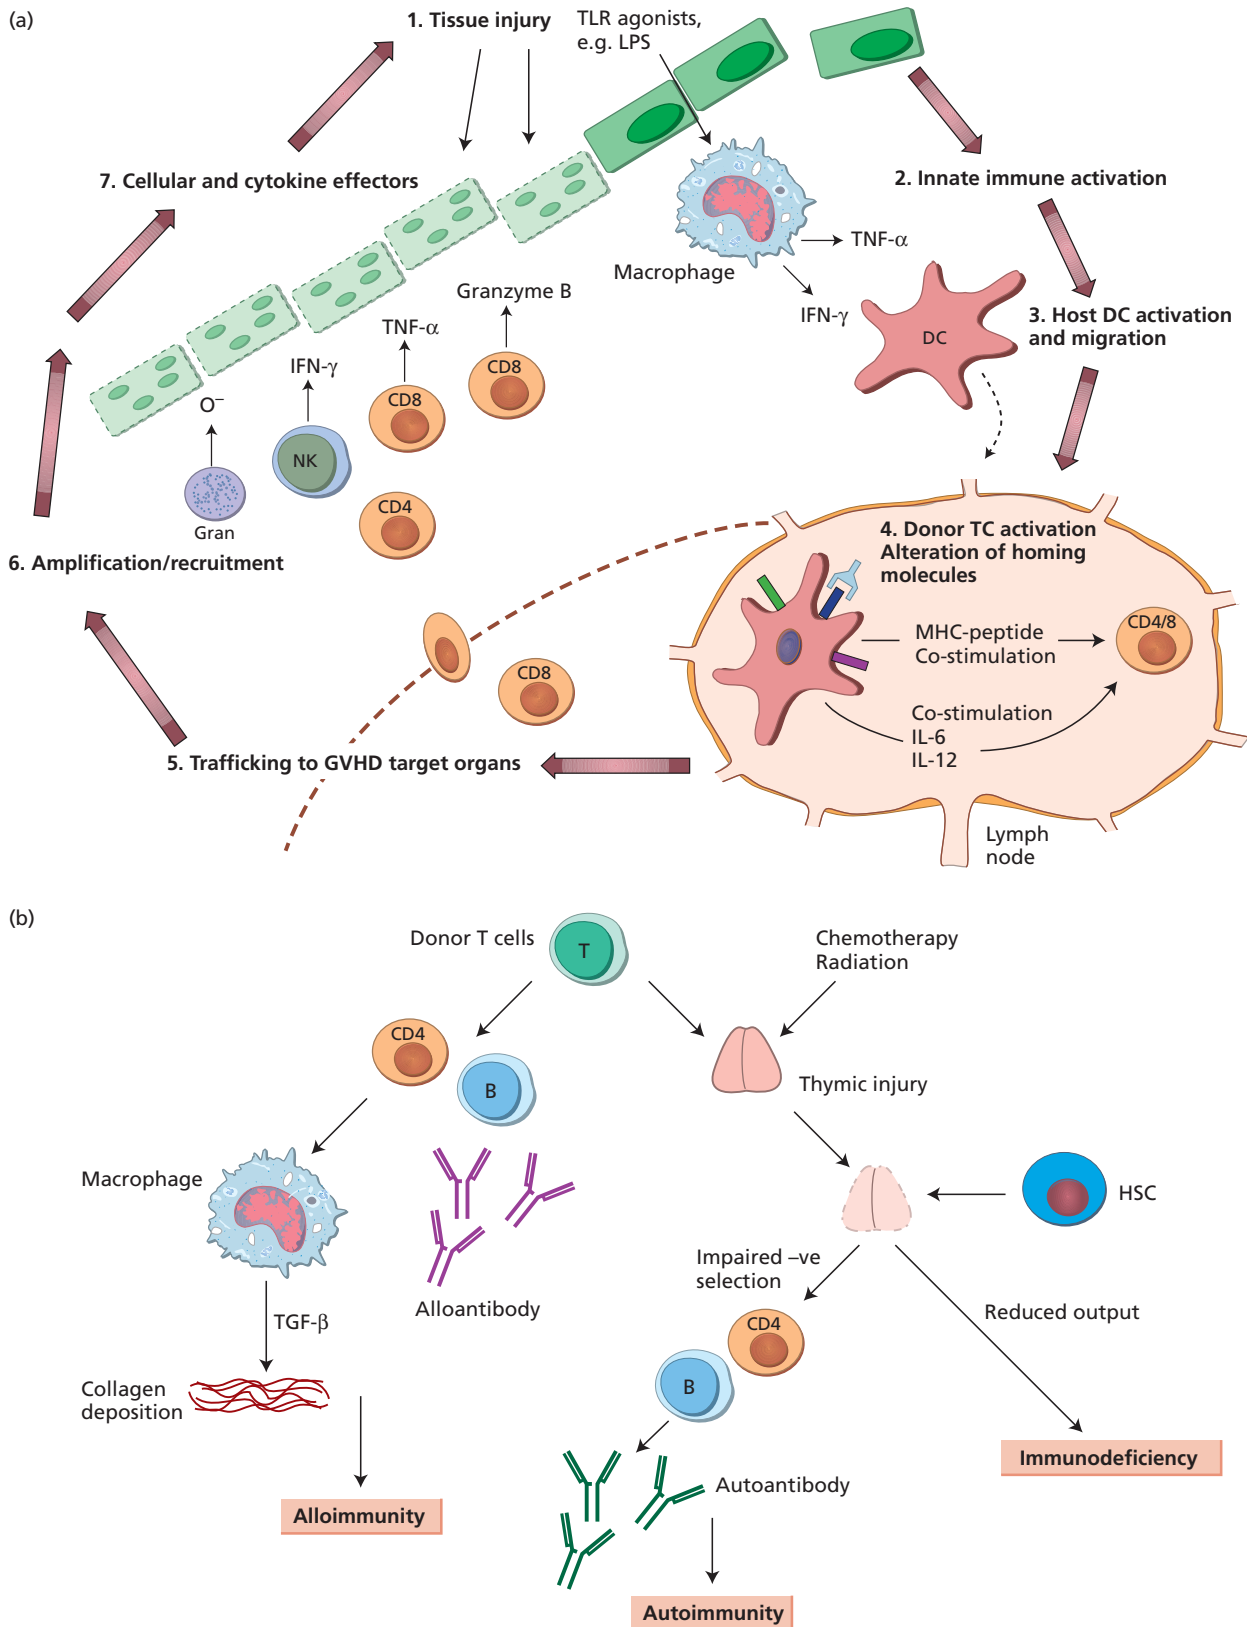 (a)
1. Tissue injury
TLR agonists,
e.g. LPS
7. Cellular and cytokine effectors
2. Innate immune activation
Macrophage
TNF-α
IFN-γ
DC
3. Host DC activation
and migration
Granzyme B
TNF-α
IFN-γ
O⁻
CD8
CD8
NK
CD4
Gran
6. Amplification/recruitment
4. Donor TC activation
Alteration of homing
molecules
MHC-peptide
Co-stimulation
CD4/8
Co-stimulation
IL-6
IL-12
CD8
5. Trafficking to GVHD target organs
Lymph
node
(b)
Donor T cells
T
Chemotherapy
Radiation
CD4
B
Thymic injury
Macrophage
HSC
Alloantibody
Impaired –ve
selection
TGF-β
Reduced output
CD4
B
Collagen
deposition
Immunodeficiency
Autoantibody
Alloimmunity
Autoimmunity